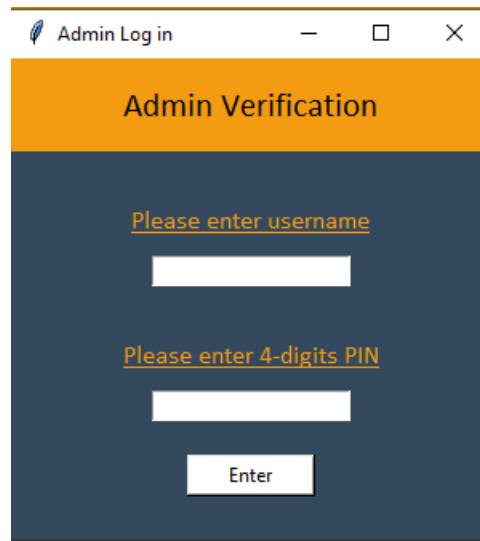 Admin Log in
Admin Verification
Please enter username
Please enter 4-digits PIN
Enter